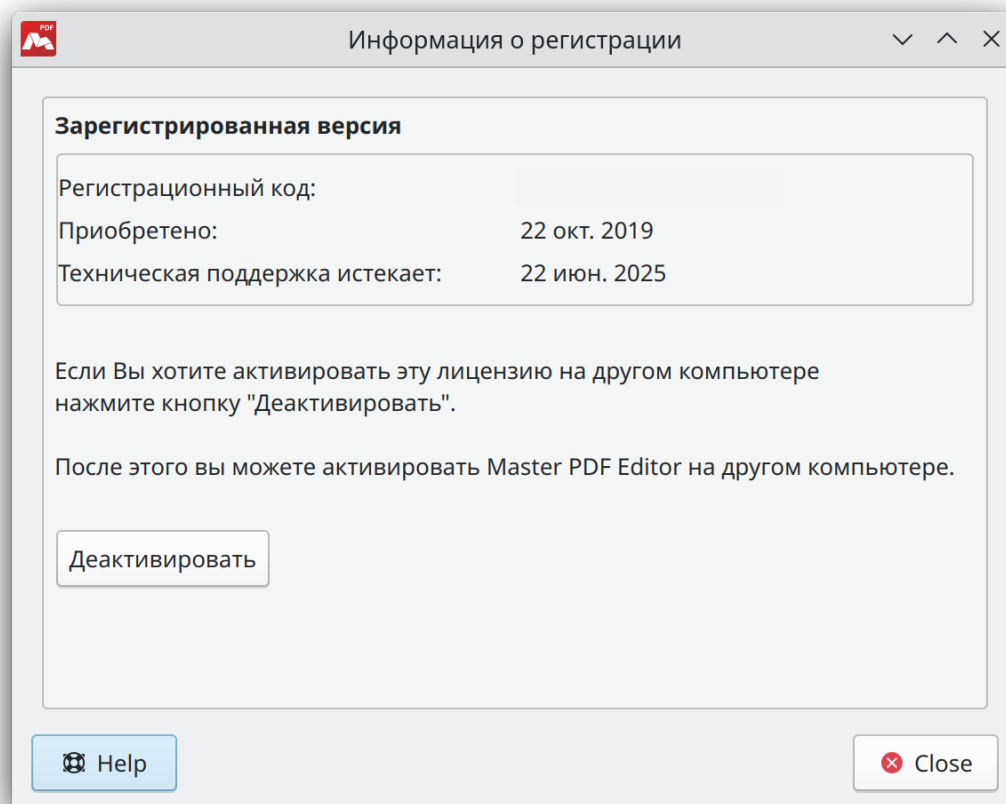 PDF
Информация о регистрации
Зарегистрированная версия
Регистрационный код:
Приобретено: 22 окт. 2019
Техническая поддержка истекает: 22 июн. 2025
Если Вы хотите активировать эту лицензию на другом компьютере
нажмите кнопку "Деактивировать".
После этого вы можете активировать Master PDF Editor на другом компьютере.
Деактивировать
Help
Close